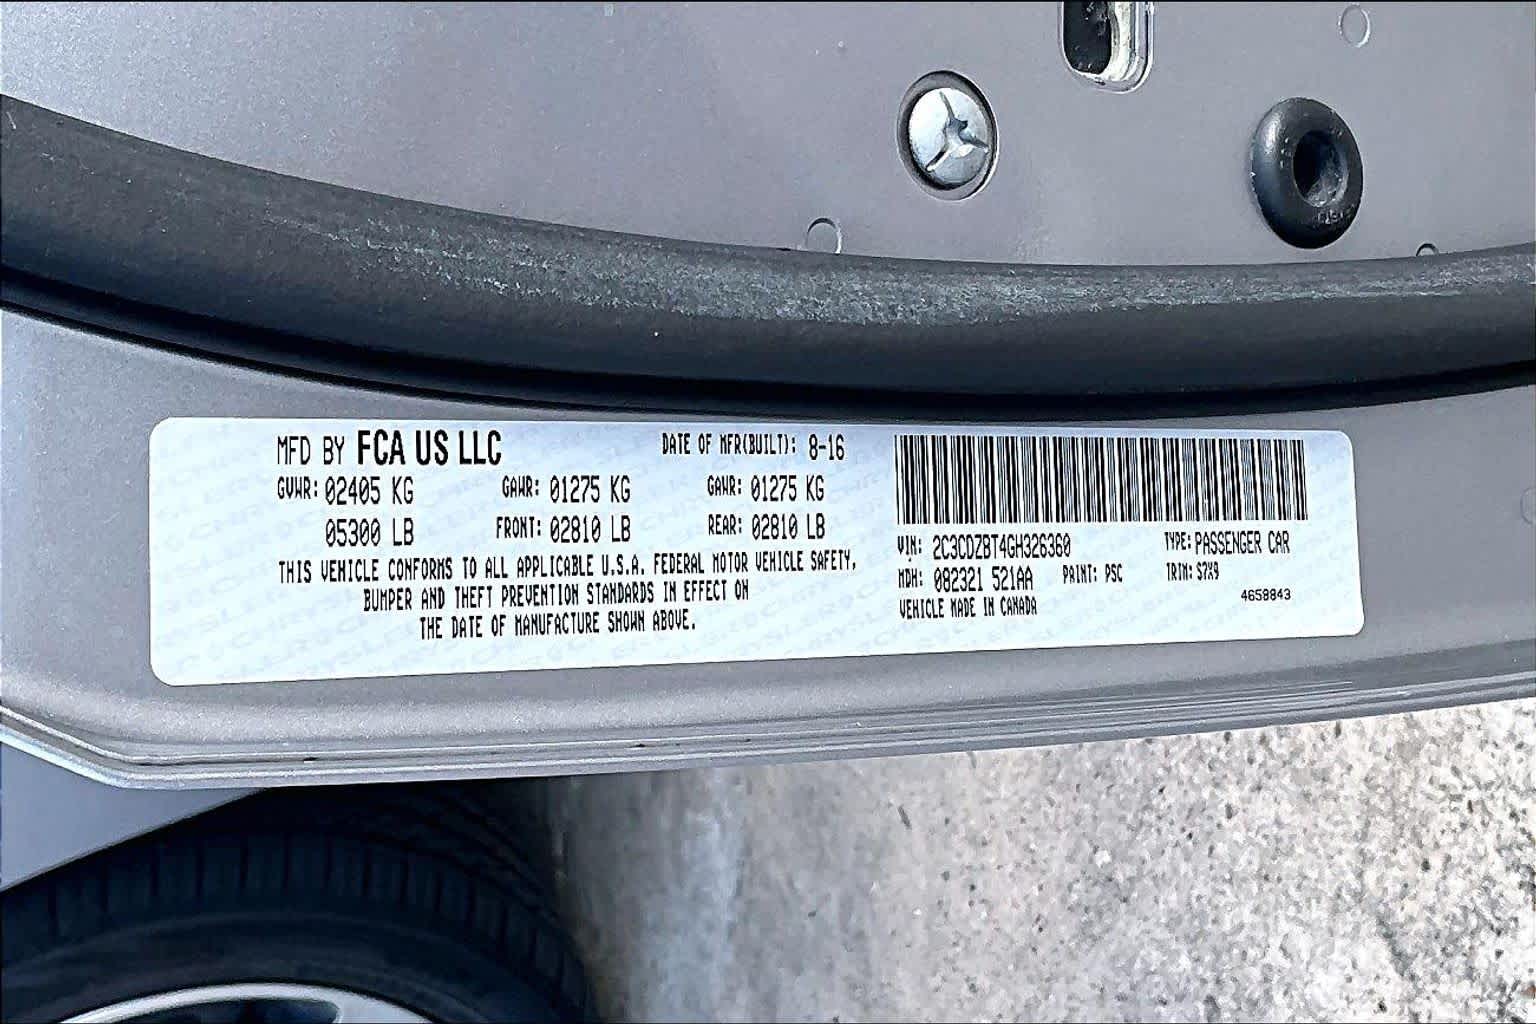 MFD BY FCA US LLC DATE OF MFR(BUILT): 8-16
GVWR: 02405 KG GAWR: 01275 KG GAWR: 01275 KG
05300 LB FRONT: 02810 LB REAR: 02810 LB
THIS VEHICLE CONFORMS TO ALL APPLICABLE U.S.A. FEDERAL MOTOR VEHICLE SAFETY,
BUMPER AND THEFT PREVENTION STANDARDS IN EFFECT ON
THE DATE OF MANUFACTURE SHOWN ABOVE.
VIN: 2C3CDZBT4GH326360 TYPE: PASSENGER CAR
MDH: 082321 521AA PAINT: PSC TRIM: S7X9
VEHICLE MADE IN CANADA 4658843